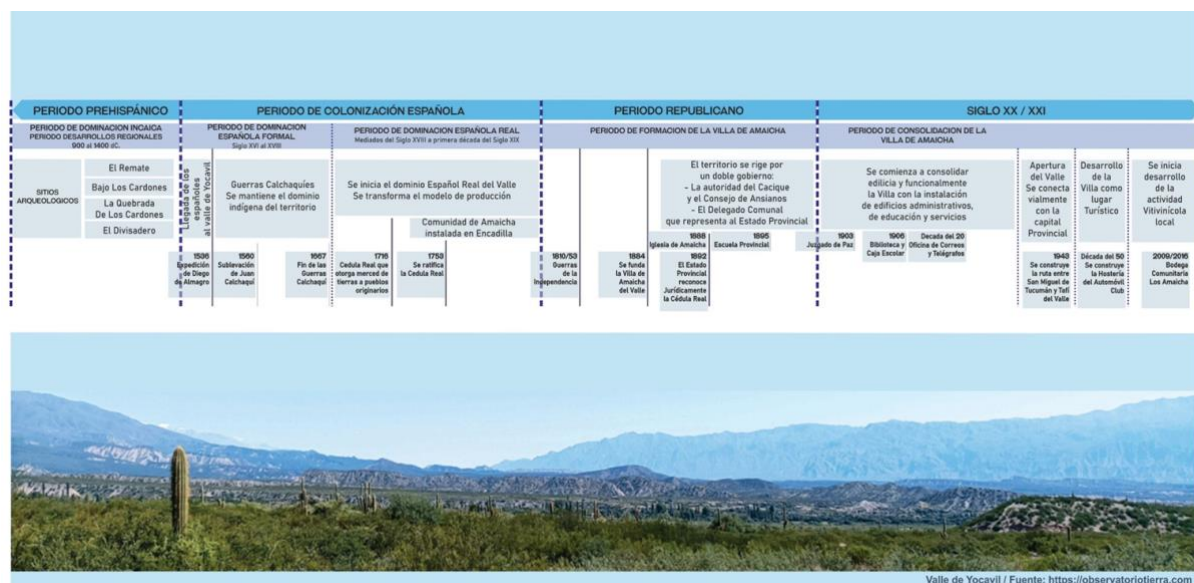 PERIODO PREHISPÁNICO
PERIODO DE COLONIZACIÓN ESPAÑOLA
PERIODO REPUBLICANO
SIGLO XX / XXI
PERIODO DE DOMINACION INCAICA
PERIODO DESARROLLOS REGIONALES
900 al 1400 dC.
PERIODO DE DOMINACION
ESPAÑOLA FORMAL
Siglo XVI al XVIII
PERIODO DE DOMINACION ESPAÑOLA REAL
Mediados del Siglo XVII a primera década del Siglo XIX
PERIODO DE FORMACION DE LA VILLA DE AMAICHA
PERIODO DE CONSOLIDACION DE LA
VILLA DE AMAICHA
SITIOS
ARQUEOLOGICOS
El Remate
Bajo Los Cardones
La Quebrada
De Los Cardones
El Divisadero
Llegada de los
españoles
al valle de Yocavil
Guerras Calchaquíes
Se mantiene el dominio
indígena del territorio
Se inicia el dominio Español Real del Valle
Se transforma el modelo de producción
Comunidad de Amaicha
instalada en Encadilla
El territorio se rige por
un doble gobierno:
- La autoridad del Cacique
y el Consejo de Ansianos
- El Delegado Comunal
que representa al Estado Provincial
Se comienza a consolidar
edilicia y funcionalmente
la Villa con la instalación
de edificios administrativos,
de educación y servicios
Apertura
del Valle
Se conecta
vialmente
con la
capital
Provincial
Desarrollo
de la
Villa como
lugar
Turístico
Se inicia
desarrollo
de la
actividad
Vitivinícola
local
1536
Expedición
de Diego
de Almagro
1560
Sublevación
de Juan
Calchaquí
1667
Fin de las
Guerras
Calchaquí
1716
Cedula Real que
otorga merced de
tierras a pueblos
originarios
1753
Se ratifica
la Cedula Real
1810/53
Guerras
de la
Independencia
1884
Se funda la Villa
de Amaicha
del Valle
1888
Iglesia de Amaicha
1892
El Estado
Provincial
reconoce
Jurídicamente
la Cédula Real
1895
Escuela Provincial
1903
Juzgado de Paz
1906
Biblioteca y
Caja Escolar
Decada del 20
Oficina de Correos
y Telégrafos
1943
Se construye
la ruta entre
San Miguel de
Tucumán y Tafí
del Valle
Década del 50
Se construye
la Hostería
del Automóvil
Club
2009/2016
Bodega
Comunitaria
Los Amaicha
Valle de Yocavil / Fuente: https://observatoriotierra.com